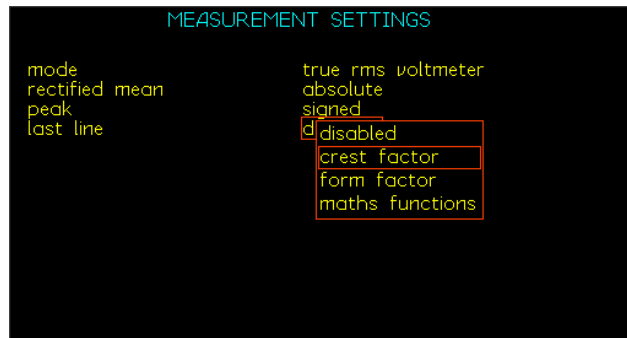 MEASUREMENT SETTINGS
mode true rms voltmeter
rectified mean absolute
peak signed
last line d
disabled
crest factor
form factor
maths functions